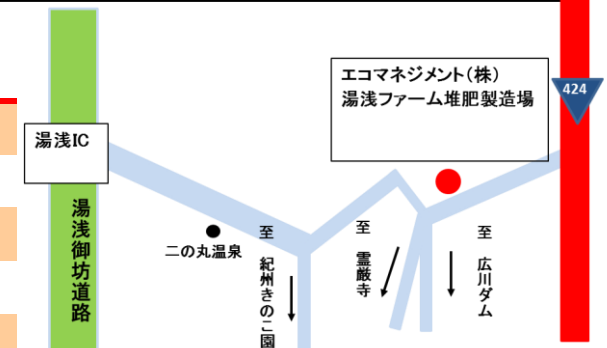 エコマネジメント(株)
湯浅ファーム堆肥製造場
424
湯浅IC
湯浅御坊道路
二の丸温泉
至 紀州きのこ園
至 霊厳寺
至 広川ダム